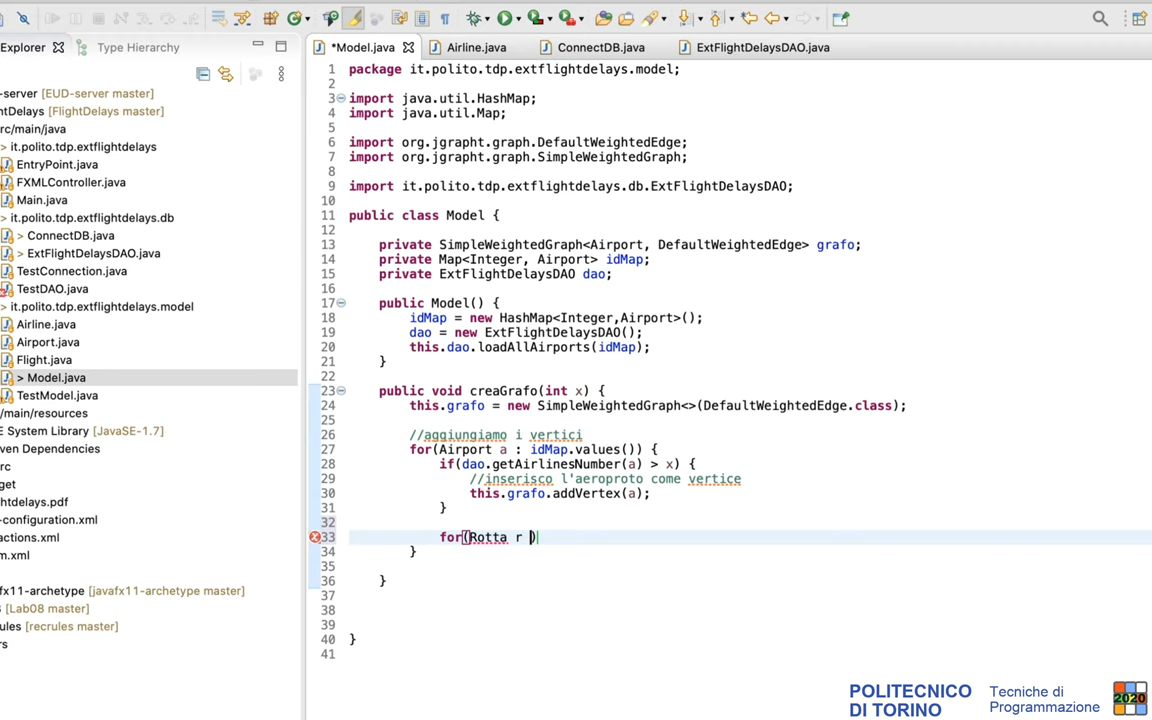 Explorer
Type Hierarchy
*Model.java
Airline.java
ConnectDB.java
ExtFlightDelaysDAO.java
-server [EUD-server master]
htDelays [FlightDelays master]
rc/main/java
> it.polito.tdp.extflightdelays
EntryPoint.java
FXMLController.java
Main.java
> it.polito.tdp.extflightdelays.db
> ConnectDB.java
> ExtFlightDelaysDAO.java
TestConnection.java
TestDAO.java
> it.polito.tdp.extflightdelays.model
Airline.java
Airport.java
Flight.java
> Model.java
TestModel.java
/main/resources
E System Library [JavaSE-1.7]
ven Dependencies
rc
get
htdelays.pdf
-configuration.xml
actions.xml
m.xml
fx11-archetype [javafx11-archetype master]
8 [Lab08 master]
ules [recrules master]
rs
1 package it.polito.tdp.extflightdelays.model;
2
3 import java.util.HashMap;
4 import java.util.Map;
5
6 import org.jgrapht.graph.DefaultWeightedEdge;
7 import org.jgrapht.graph.SimpleWeightedGraph;
8
9 import it.polito.tdp.extflightdelays.db.ExtFlightDelaysDAO;
10
11 public class Model {
12
13 private SimpleWeightedGraph<Airport, DefaultWeightedEdge> grafo;
14 private Map<Integer, Airport> idMap;
15 private ExtFlightDelaysDAO dao;
16
17 public Model() {
18 idMap = new HashMap<Integer,Airport>();
19 dao = new ExtFlightDelaysDAO();
20 this.dao.loadAllAirports(idMap);
21 }
22
23 public void creaGrafo(int x) {
24 this.grafo = new SimpleWeightedGraph<>(DefaultWeightedEdge.class);
25
26 //aggiungiamo i vertici
27 for(Airport a : idMap.values()) {
28 if(dao.getAirlinesNumber(a) > x) {
29 //inserisco l'aeroproto come vertice
30 this.grafo.addVertex(a);
31 }
32
33 for(Rotta r )
34 }
35
36 }
37
38
39
40 }
41
POLITECNICO
DI TORINO
Tecniche di
Programmazione
2020